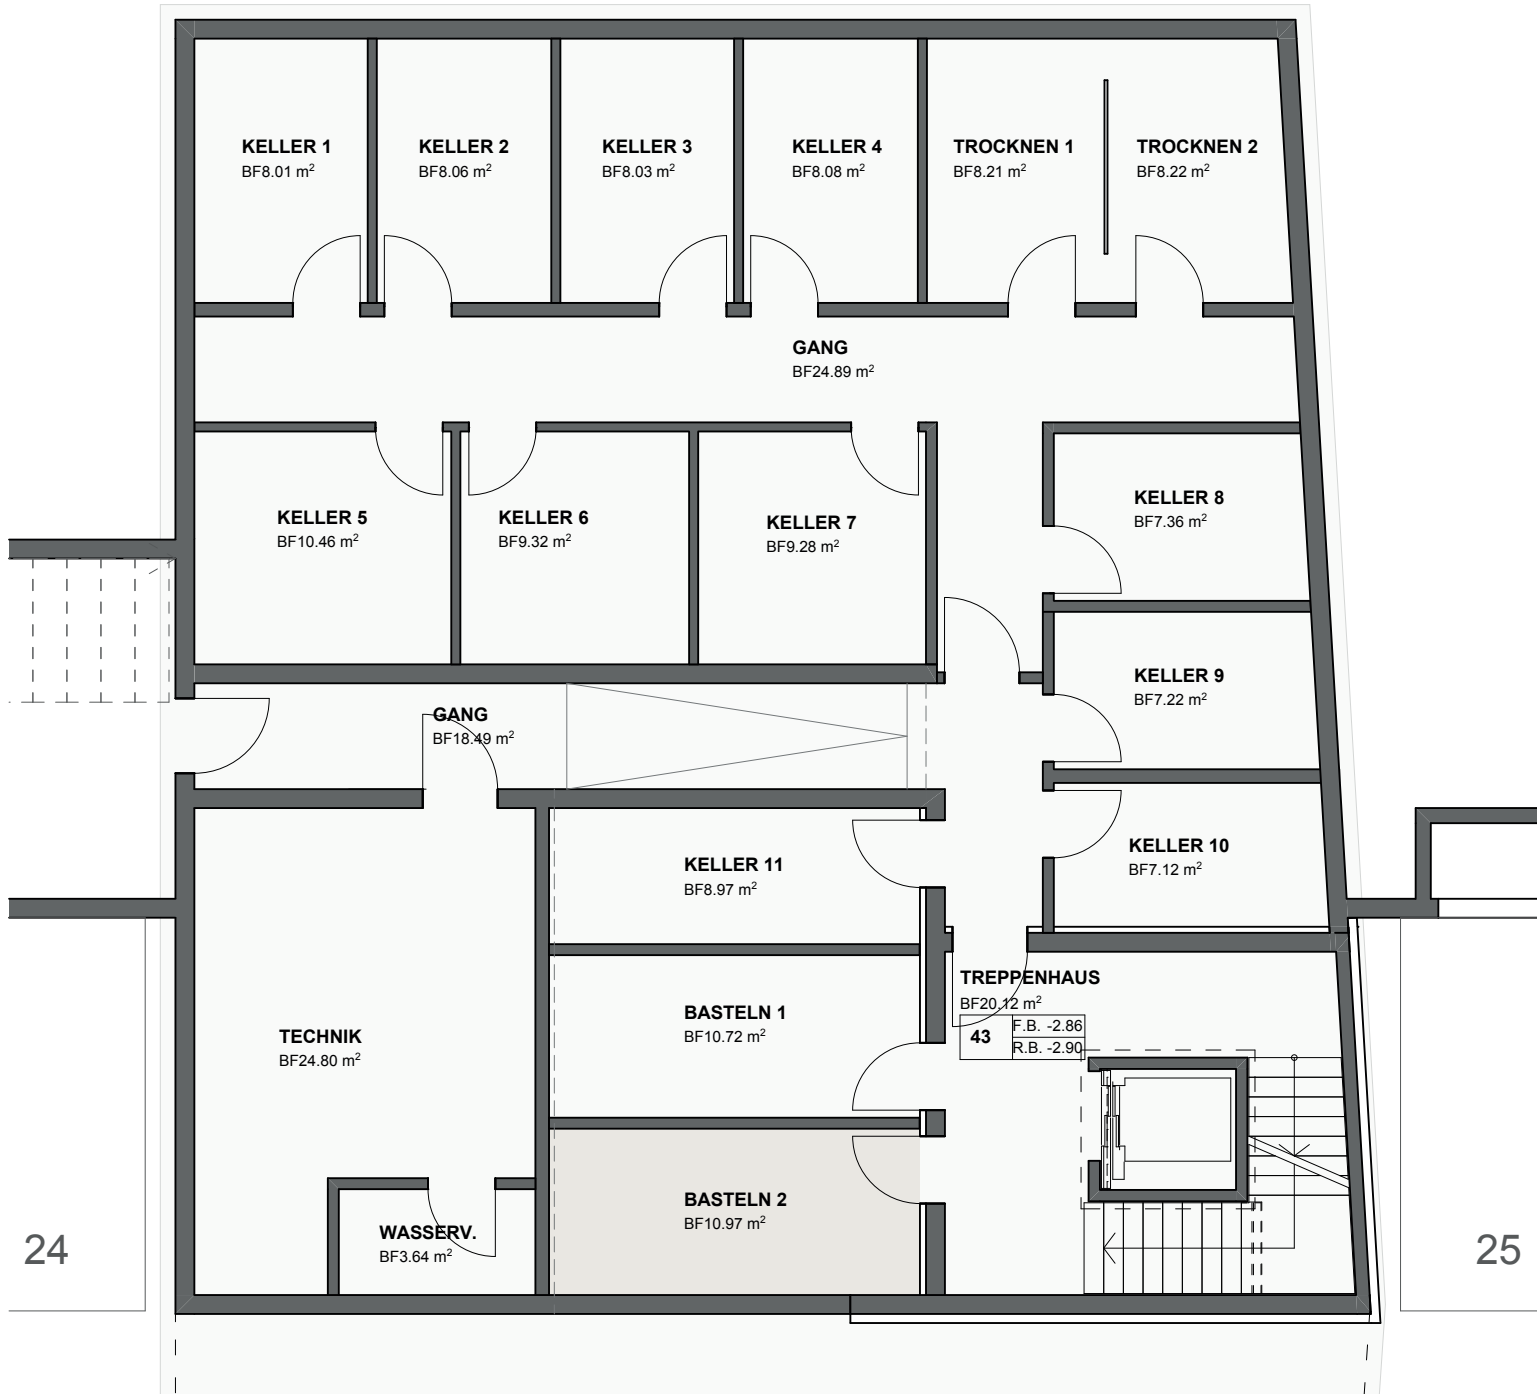 KELLER 1
BF8.01 m²
KELLER 2
BF8.06 m²
KELLER 3
BF8.03 m²
KELLER 4
BF8.08 m²
TROCKNEN 1
BF8.21 m²
TROCKNEN 2
BF8.22 m²
GANG
BF24.89 m²
KELLER 5
BF10.46 m²
KELLER 6
BF9.32 m²
KELLER 7
BF9.28 m²
KELLER 8
BF7.36 m²
KELLER 9
BF7.22 m²
GANG
BF18.49 m²
KELLER 10
BF7.12 m²
KELLER 11
BF8.97 m²
TREPPENHAUS
BF20.12 m²
43
F.B. -2.86
R.B. -2.90
BASTELN 1
BF10.72 m²
TECHNIK
BF24.80 m²
BASTELN 2
BF10.97 m²
WASSERV.
BF3.64 m²
24
25